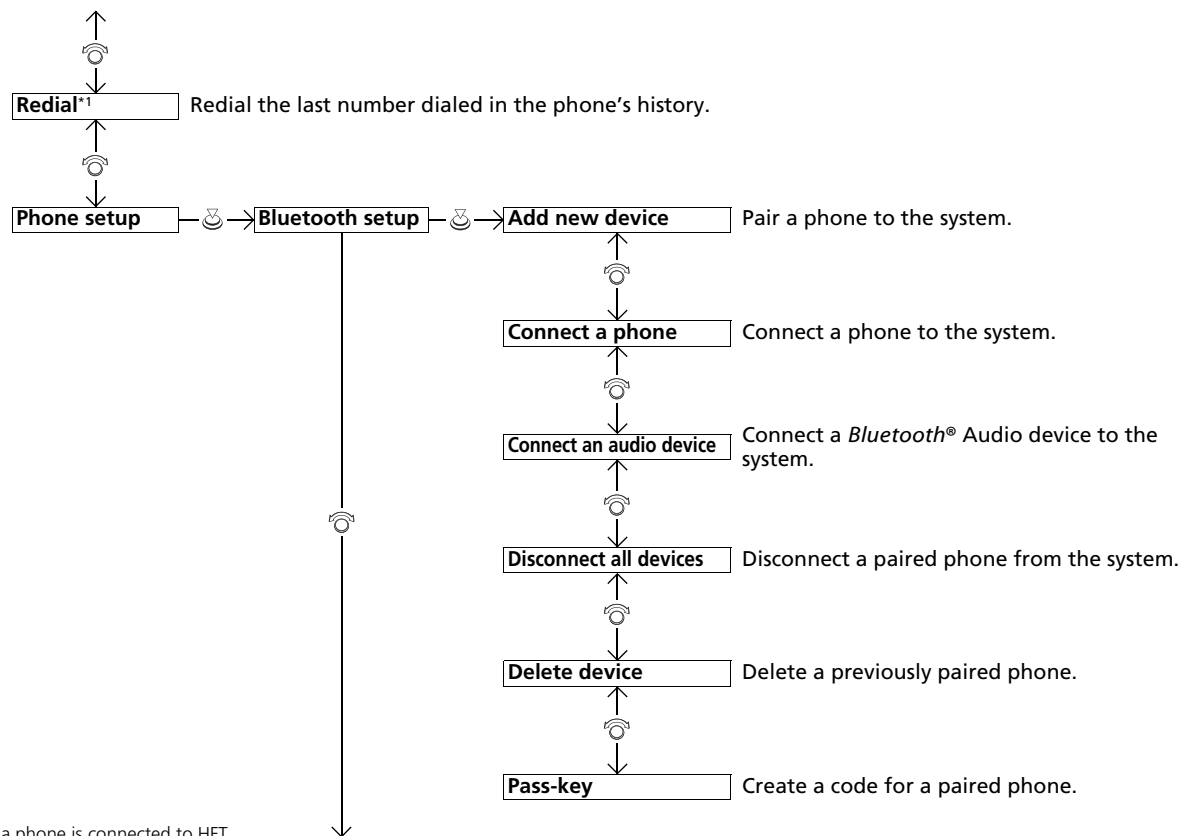 Redial*1 Redial the last number dialed in the phone's history.
Phone setup Bluetooth setup Add new device Pair a phone to the system.
Connect a phone Connect a phone to the system.
Connect an audio device Connect a Bluetooth® Audio device to the
system.
Disconnect all devices Disconnect a paired phone from the system.
Delete device Delete a previously paired phone.
Pass-key Create a code for a paired phone.
a phone is connected to HFT